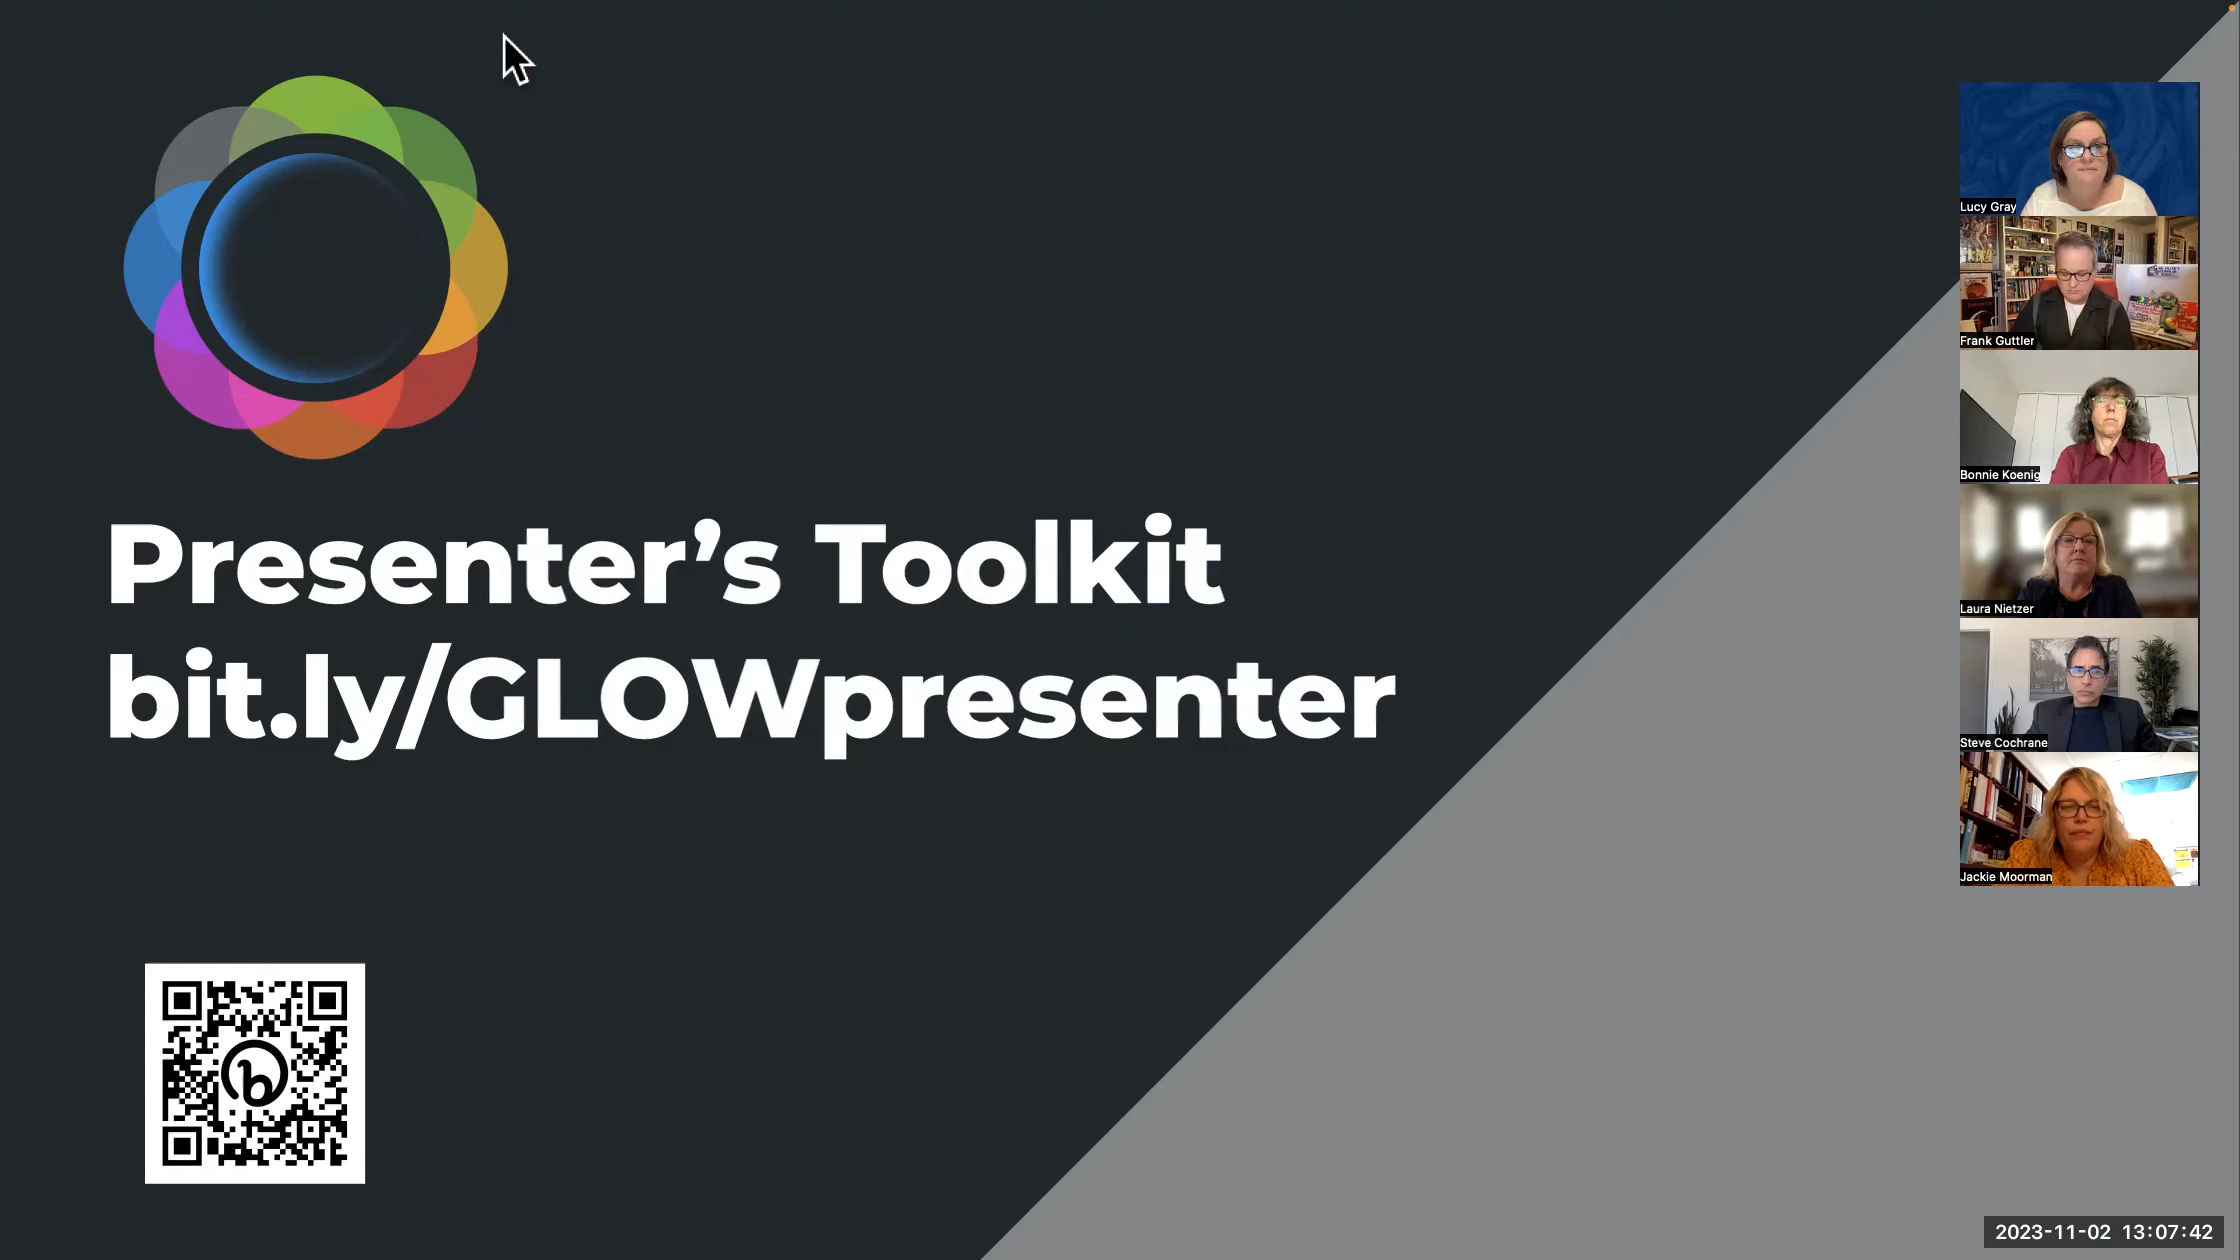 Presenter’s Toolkit
bit.ly/GLOWpresenter
Lucy Gray
Frank Guttler
Bonnie Koenig
Laura Nietzer
Steve Cochrane
Jackie Moorman
2023-11-02 13:07:42